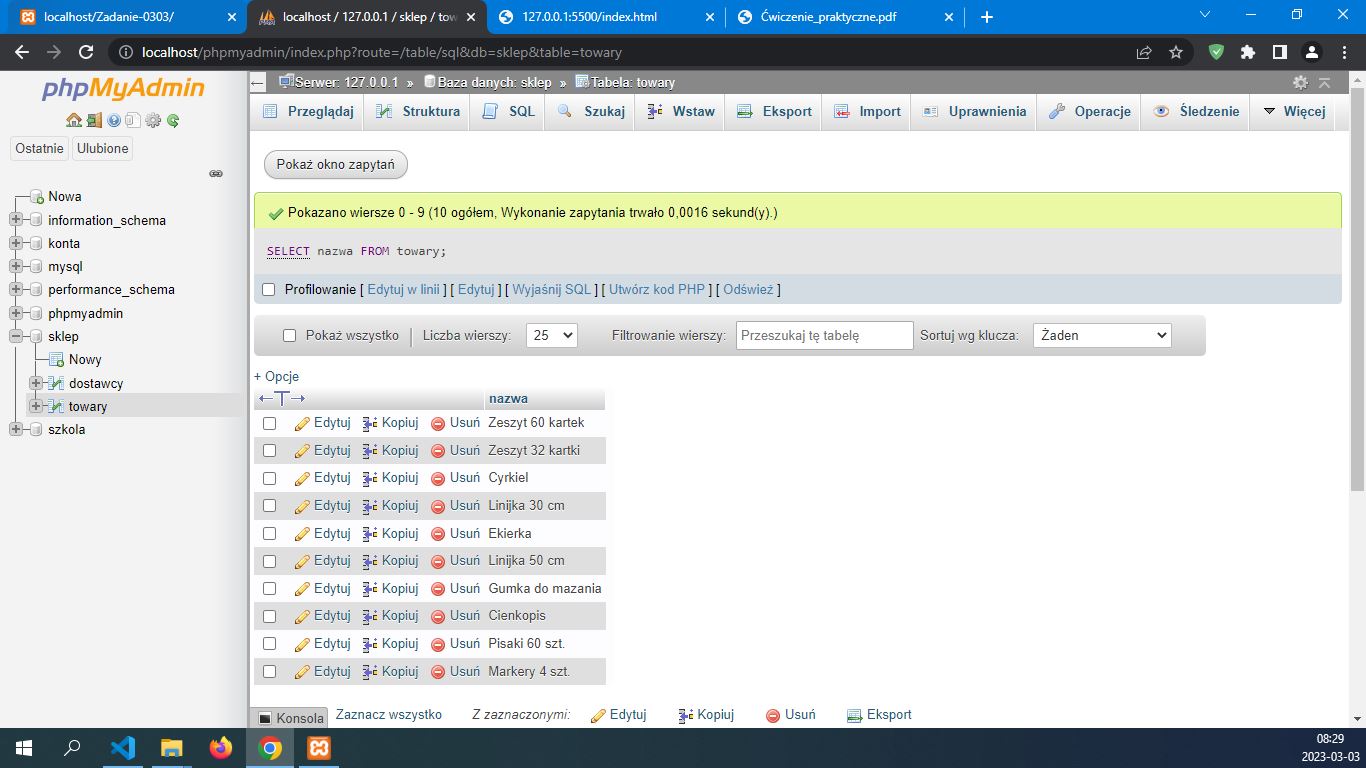 localhost/Zadanie-0303/ localhost / 127.0.0.1 / sklep / tow 127.0.0.1:5500/index.html Ćwiczenie_praktyczne.pdf
localhost/phpmyadmin/index.php?route=/table/sql&db=sklep&table=towary
phpMyAdmin
Ostatnie Ulubione
Nowa
information_schema
konta
mysql
performance_schema
phpmyadmin
sklep
Nowy
dostawcy
towary
szkola
Serwer: 127.0.0.1 » Baza danych: sklep » Tabela: towary
Przeglądaj Struktura SQL Szukaj Wstaw Eksport Import Uprawnienia Operacje Śledzenie Więcej
Pokaż okno zapytań
Pokazano wiersze 0 - 9 (10 ogółem, Wykonanie zapytania trwało 0,0016 sekund(y).)
SELECT nazwa FROM towary;
Profilowanie [ Edytuj w linii ] [ Edytuj ] [ Wyjaśnij SQL ] [ Utwórz kod PHP ] [ Odśwież ]
Pokaż wszystko Liczba wierszy: 25 Filtrowanie wierszy: Przeszukaj tę tabelę Sortuj wg klucza: Żaden
+ Opcje
←T→ nazwa
Edytuj Kopiuj Usuń Zeszyt 60 kartek
Edytuj Kopiuj Usuń Zeszyt 32 kartki
Edytuj Kopiuj Usuń Cyrkiel
Edytuj Kopiuj Usuń Linijka 30 cm
Edytuj Kopiuj Usuń Ekierka
Edytuj Kopiuj Usuń Linijka 50 cm
Edytuj Kopiuj Usuń Gumka do mazania
Edytuj Kopiuj Usuń Cienkopis
Edytuj Kopiuj Usuń Pisaki 60 szt.
Edytuj Kopiuj Usuń Markery 4 szt.
Konsola Zaznacz wszystko Z zaznaczonymi: Edytuj Kopiuj Usuń Eksport
08:29
2023-03-03